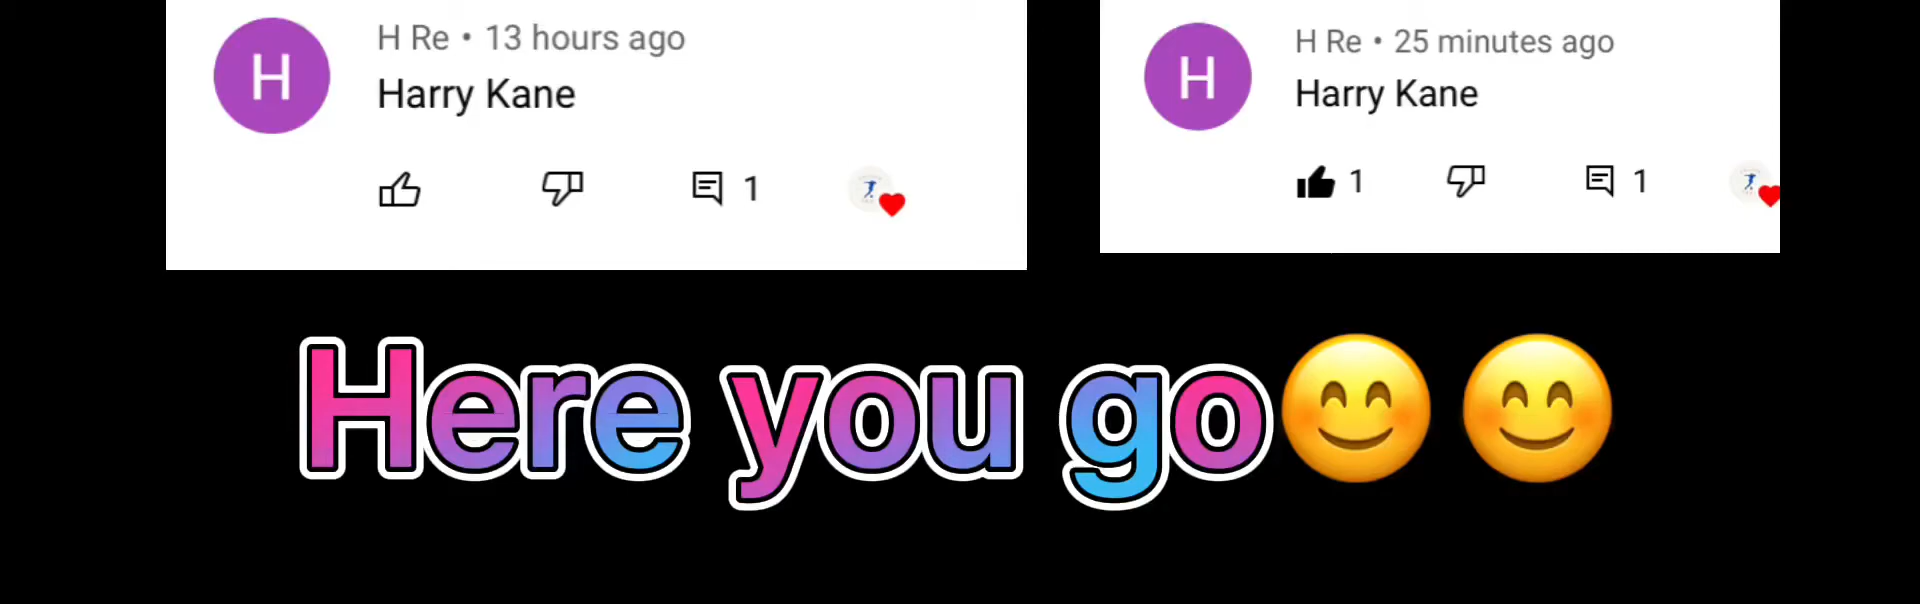 H Re • 13 hours ago
Harry Kane
1
H Re • 25 minutes ago
Harry Kane
1 1
Here you go😊 😊
H
H